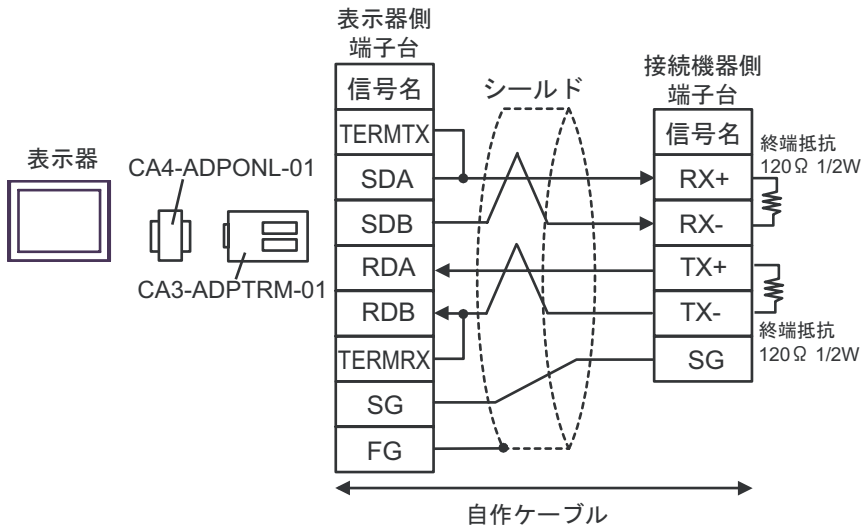 表示器側
端子台
信号名
TERMTX
SDA
SDB
RDA
RDB
TERMRX
SG
FG
シールド
接続機器側
端子台
信号名
RX+
RX-
TX+
TX-
SG
終端抵抗
120Ω 1/2W
終端抵抗
120Ω 1/2W
表示器
CA4-ADPONL-01
CA3-ADPTRM-01
自作ケーブル